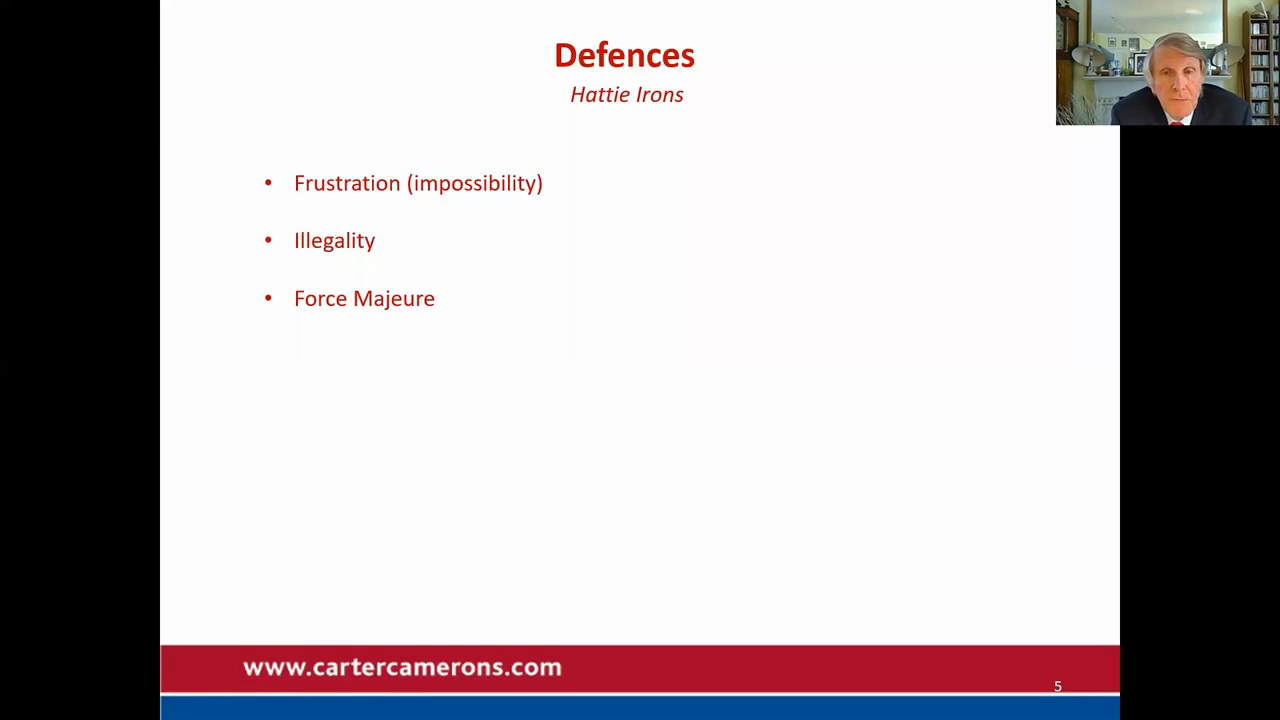 Defences
Hattie Irons
• Frustration (impossibility)
• Illegality
• Force Majeure
www.cartercamerons.com
5